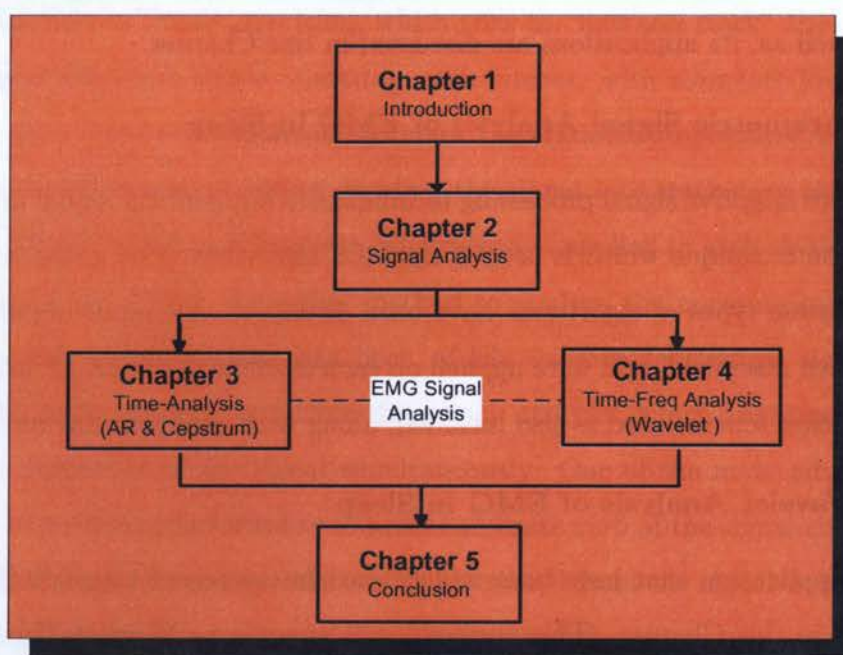 Chapter 1
Introduction
Chapter 2
Signal Analysis
Chapter 3
Time-Analysis
(AR & Cepstrum)
EMG Signal
Analysis
Chapter 4
Time-Freq Analysis
(Wavelet )
Chapter 5
Conclusion